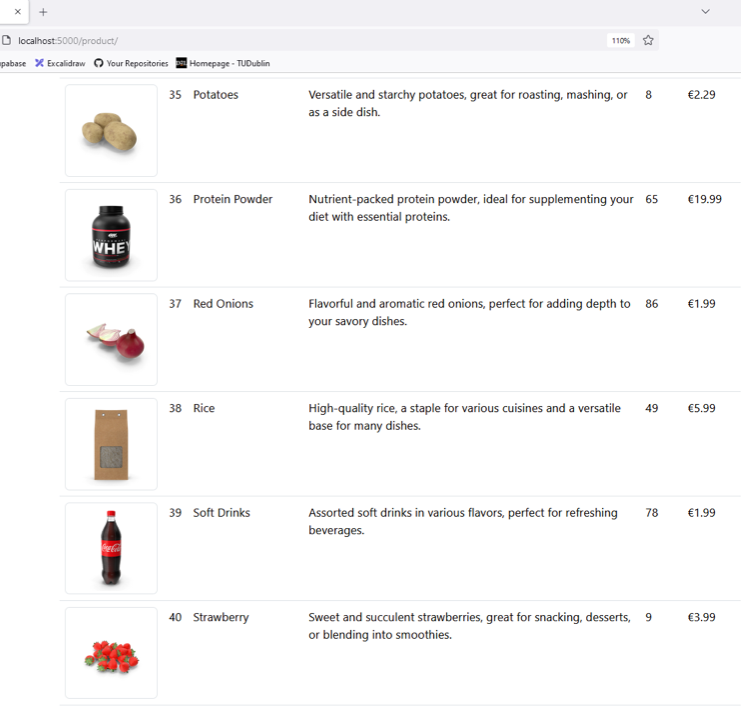 localhost:5000/product/
110%
pabase Excalidraw Your Repositories Homepage - TUDublin
35 Potatoes Versatile and starchy potatoes, great for roasting, mashing, or 8 €2.29
as a side dish.
36 Protein Powder Nutrient-packed protein powder, ideal for supplementing your 65 €19.99
diet with essential proteins.
WHEY
37 Red Onions Flavorful and aromatic red onions, perfect for adding depth to 86 €1.99
your savory dishes.
38 Rice High-quality rice, a staple for various cuisines and a versatile 49 €5.99
base for many dishes.
39 Soft Drinks Assorted soft drinks in various flavors, perfect for refreshing 78 €1.99
beverages.
Coca-Cola
40 Strawberry Sweet and succulent strawberries, great for snacking, desserts, 9 €3.99
or blending into smoothies.